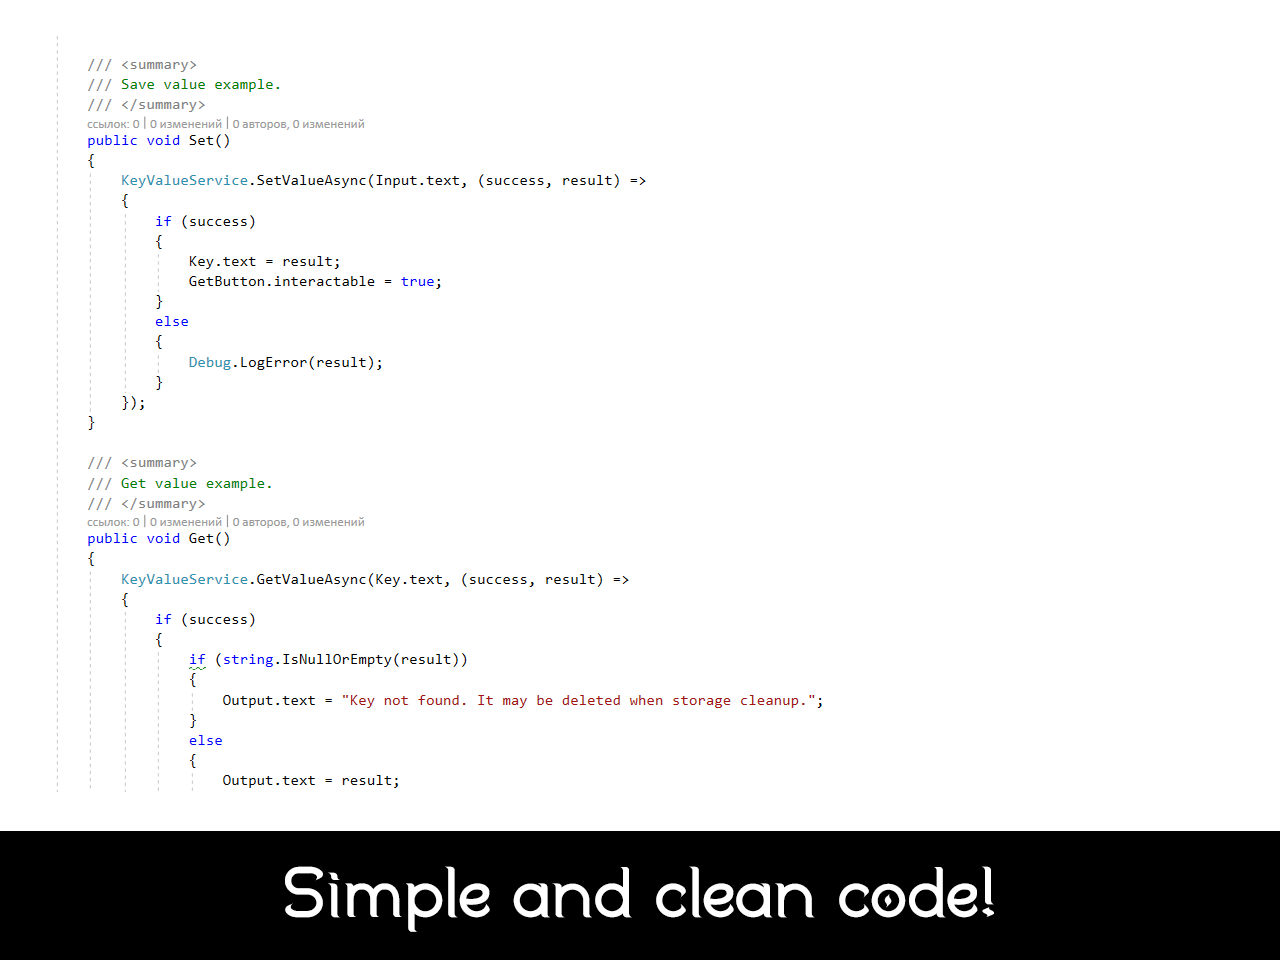 /// <summary>
/// Save value example.
/// </summary>
ссылок: 0 | 0 изменений | 0 авторов, 0 изменений
public void Set()
{
    KeyValueService.SetValueAsync(Input.text, (success, result) =>
    {
        if (success)
        {
            Key.text = result;
            GetButton.interactable = true;
        }
        else
        {
            Debug.LogError(result);
        }
    });
}
/// <summary>
/// Get value example.
/// </summary>
ссылок: 0 | 0 изменений | 0 авторов, 0 изменений
public void Get()
{
    KeyValueService.GetValueAsync(Key.text, (success, result) =>
    {
        if (success)
        {
            if (string.IsNullOrEmpty(result))
            {
                Output.text = "Key not found. It may be deleted when storage cleanup.";
            }
            else
            {
                Output.text = result;
Simple and clean code!